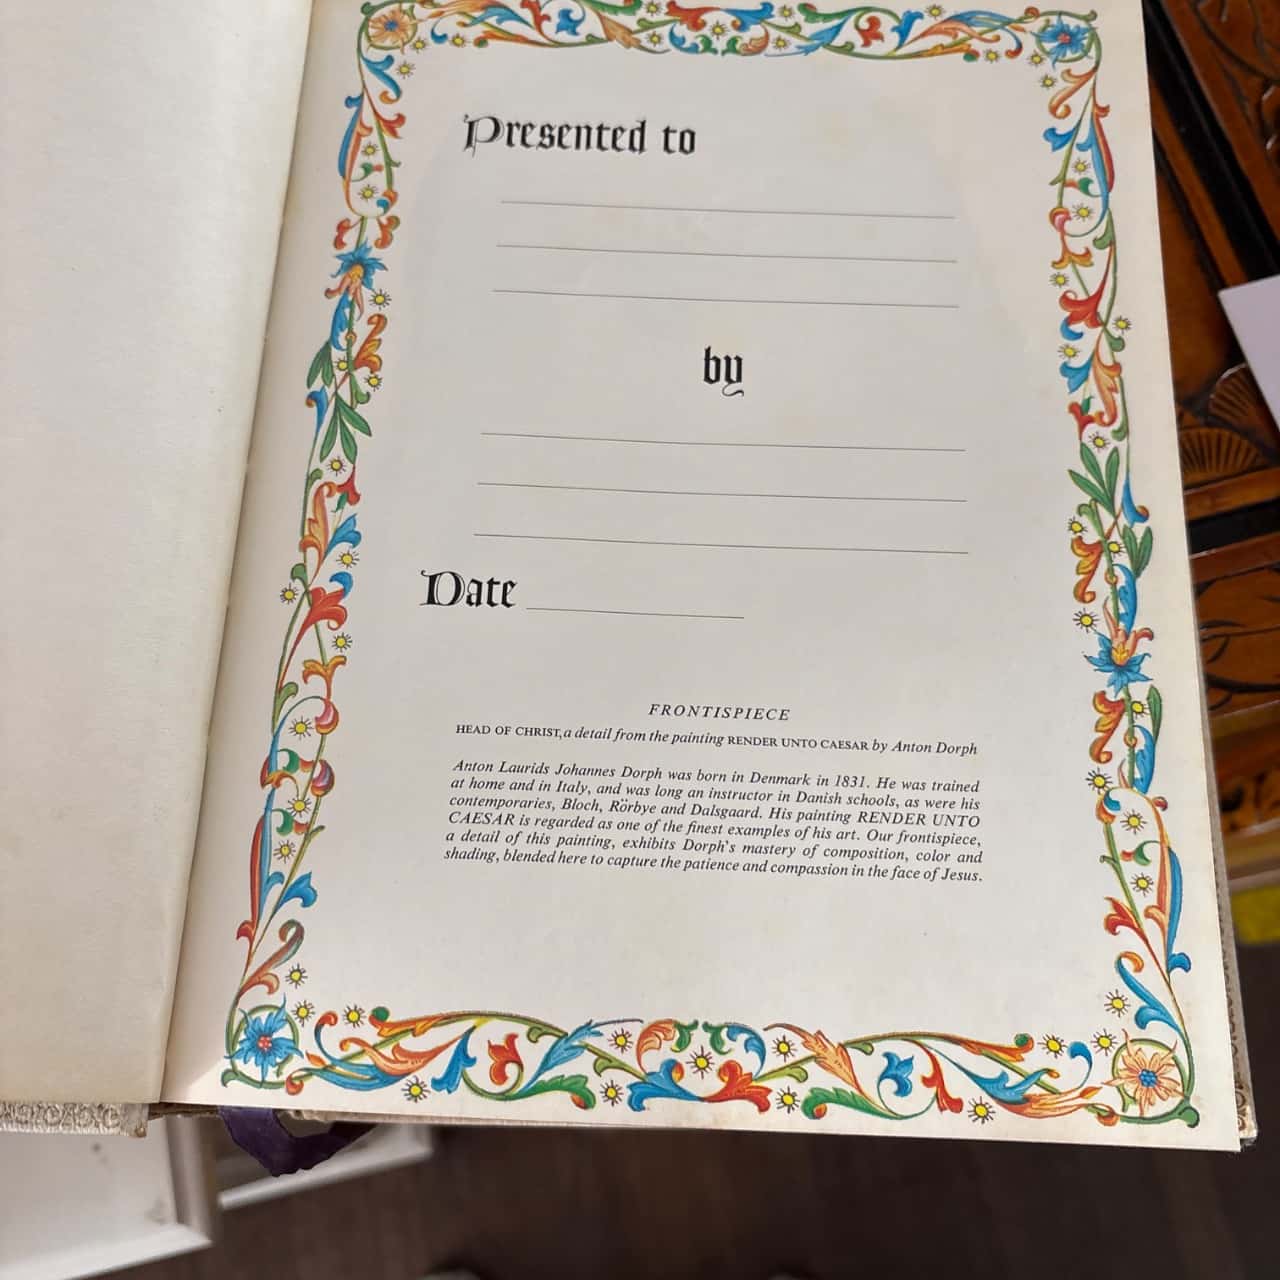 Presented to
by
Date
FRONTISPIECE
HEAD OF CHRIST, a detail from the painting RENDER UNTO CAESAR by Anton Dorph
Anton Laurids Johannes Dorph was born in Denmark in 1831. He was trained
at home and in Italy, and was long an instructor in Danish schools, as were his
contemporaries, Bloch, Rörbye and Dalsgaard. His painting RENDER UNTO
CAESAR is regarded as one of the finest examples of his art. Our frontispiece,
a detail of this painting, exhibits Dorph's mastery of composition, color and
shading, blended here to capture the patience and compassion in the face of Jesus.